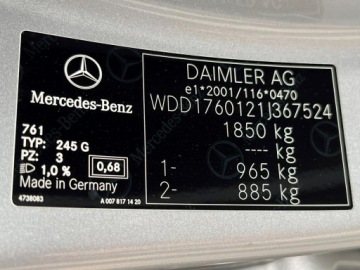 DAIMLER AG
e1*2001/116*0470
WDD1760121J367524
1850 kg
---- kg
1- 965 kg
2- 885 kg
Mercedes-Benz
761
TYP: 245 G
PZ: 3
1,0 % 0,68
Made in Germany
4738083 A 007 817 14 20